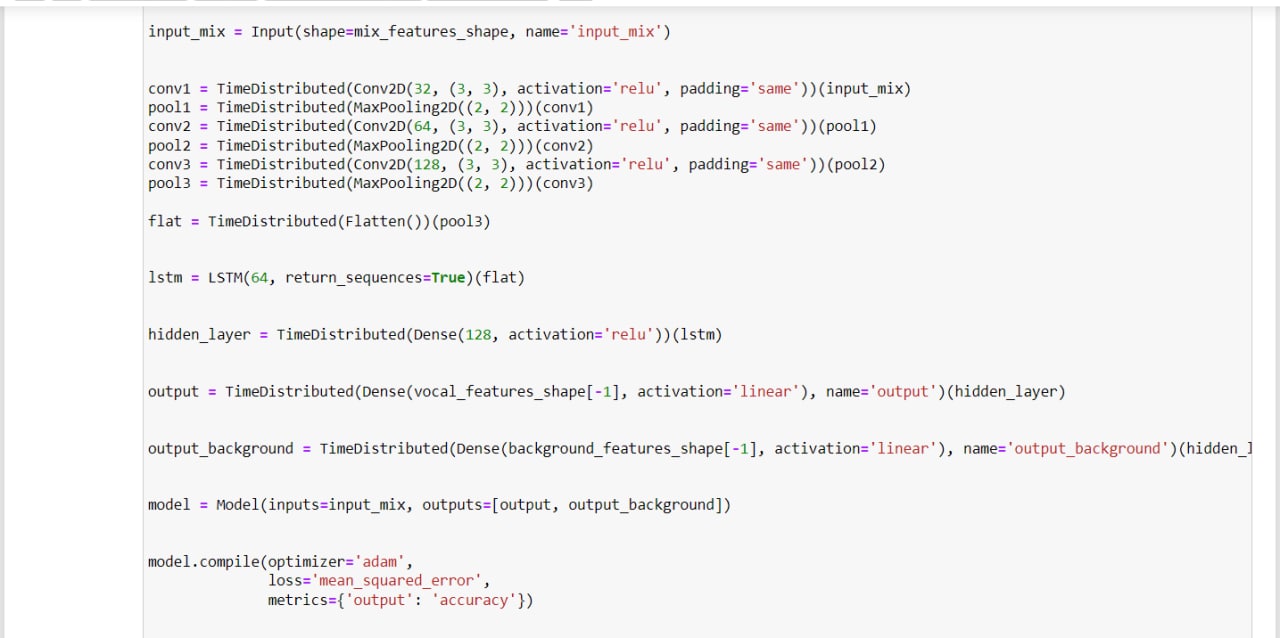 input_mix = Input(shape=mix_features_shape, name='input_mix')
conv1 = TimeDistributed(Conv2D(32, (3, 3), activation='relu', padding='same'))(input_mix)
pool1 = TimeDistributed(MaxPooling2D((2, 2)))(conv1)
conv2 = TimeDistributed(Conv2D(64, (3, 3), activation='relu', padding='same'))(pool1)
pool2 = TimeDistributed(MaxPooling2D((2, 2)))(conv2)
conv3 = TimeDistributed(Conv2D(128, (3, 3), activation='relu', padding='same'))(pool2)
pool3 = TimeDistributed(MaxPooling2D((2, 2)))(conv3)
flat = TimeDistributed(Flatten())(pool3)
lstm = LSTM(64, return_sequences=True)(flat)
hidden_layer = TimeDistributed(Dense(128, activation='relu'))(lstm)
output = TimeDistributed(Dense(vocal_features_shape[-1], activation='linear'), name='output')(hidden_layer)
output_background = TimeDistributed(Dense(background_features_shape[-1], activation='linear'), name='output_background')(hidden_l
model = Model(inputs=input_mix, outputs=[output, output_background])
model.compile(optimizer='adam',
loss='mean_squared_error',
metrics={'output': 'accuracy'})